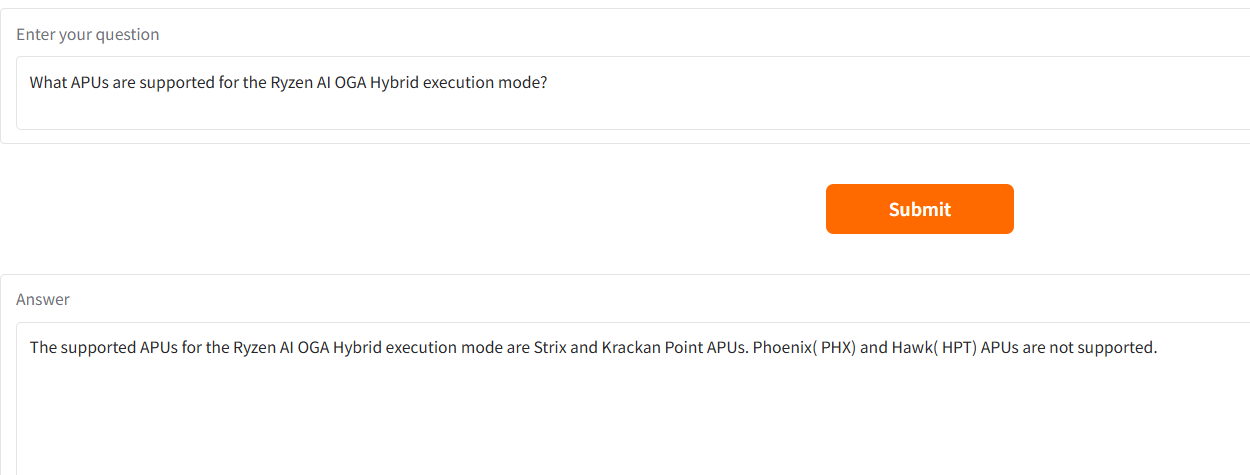 Enter your question
What APUs are supported for the Ryzen AI OGA Hybrid execution mode?
Submit
Answer
The supported APUs for the Ryzen AI OGA Hybrid execution mode are Strix and Krackan Point APUs. Phoenix( PHX) and Hawk( HPT) APUs are not supported.